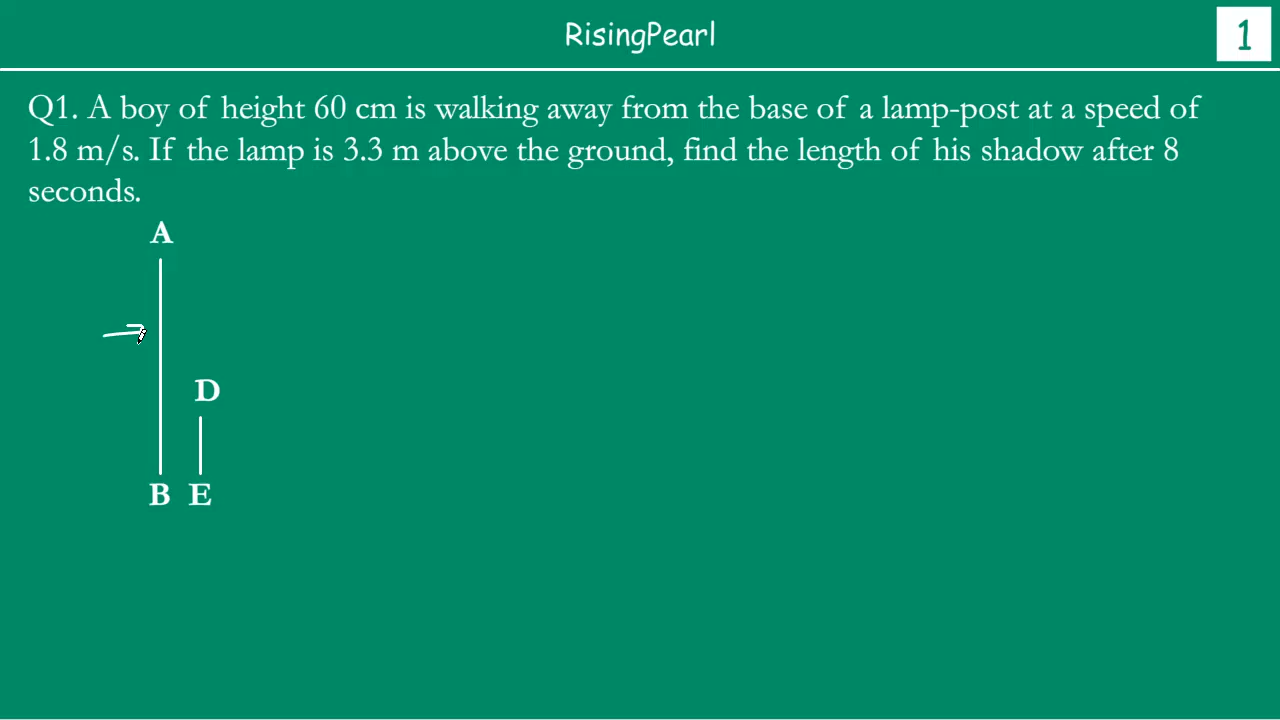 RisingPearl
1
Q1. A boy of height 60 cm is walking away from the base of a lamp-post at a speed of
1.8 m/s. If the lamp is 3.3 m above the ground, find the length of his shadow after 8
seconds.
A
D
B E